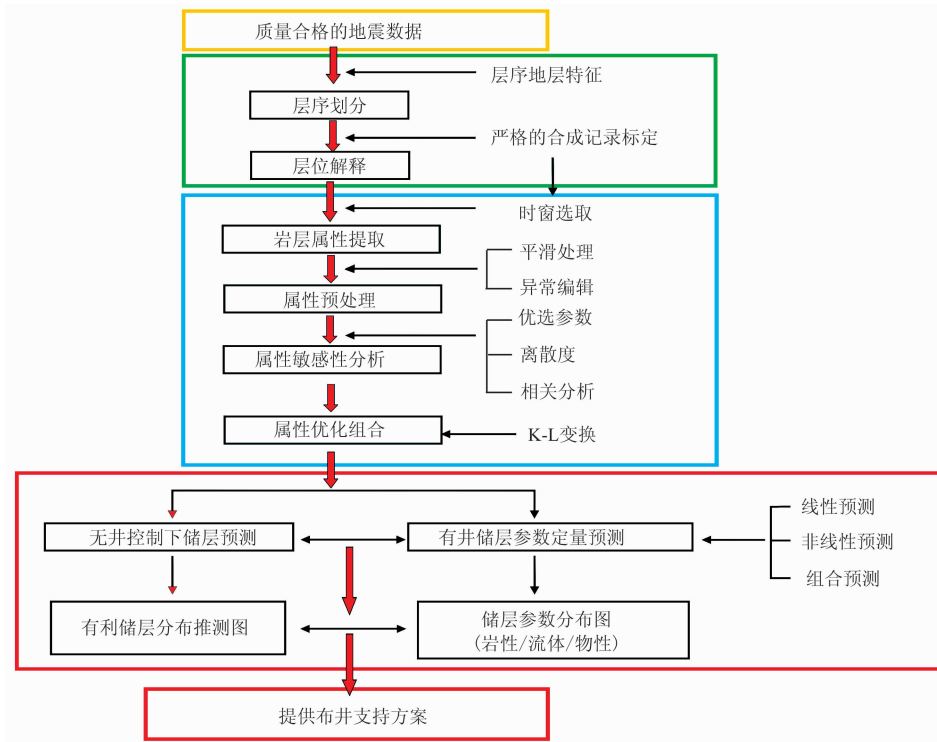 质量合格的地震数据
层序地层特征
层序划分
严格的合成记录标定
层位解释
时窗选取
岩层属性提取
平滑处理
异常编辑
属性预处理
优选参数
属性敏感性分析
离散度
相关分析
属性优化组合
K-L变换
无井控制下储层预测
有井储层参数定量预测
线性预测
非线性预测
组合预测
有利储层分布推测图
储层参数分布图
(岩性/流体/物性)
提供布井支持方案